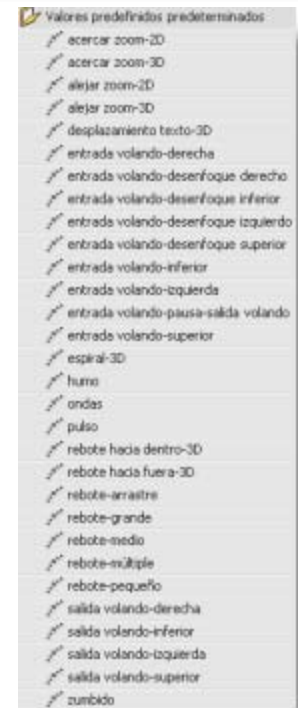 Valores predefinidos predeterminados
acercar zoom-2D
acercar zoom-3D
alejar zoom-2D
alejar zoom-3D
desplazamiento texto-3D
entrada volando-derecha
entrada volando-desenfoque derecho
entrada volando-desenfoque inferior
entrada volando-desenfoque izquierdo
entrada volando-desenfoque superior
entrada volando-inferior
entrada volando-izquierda
entrada volando-pausa-salida volando
entrada volando-superior
espiral-3D
humo
ondas
pulso
rebote hacia dentro-3D
rebote hacia fuera-3D
rebote-arrastre
rebote-grande
rebote-medio
rebote-múltiple
rebote-pequeño
salida volando-derecha
salida volando-inferior
salida volando-izquierda
salida volando-superior
zumbido